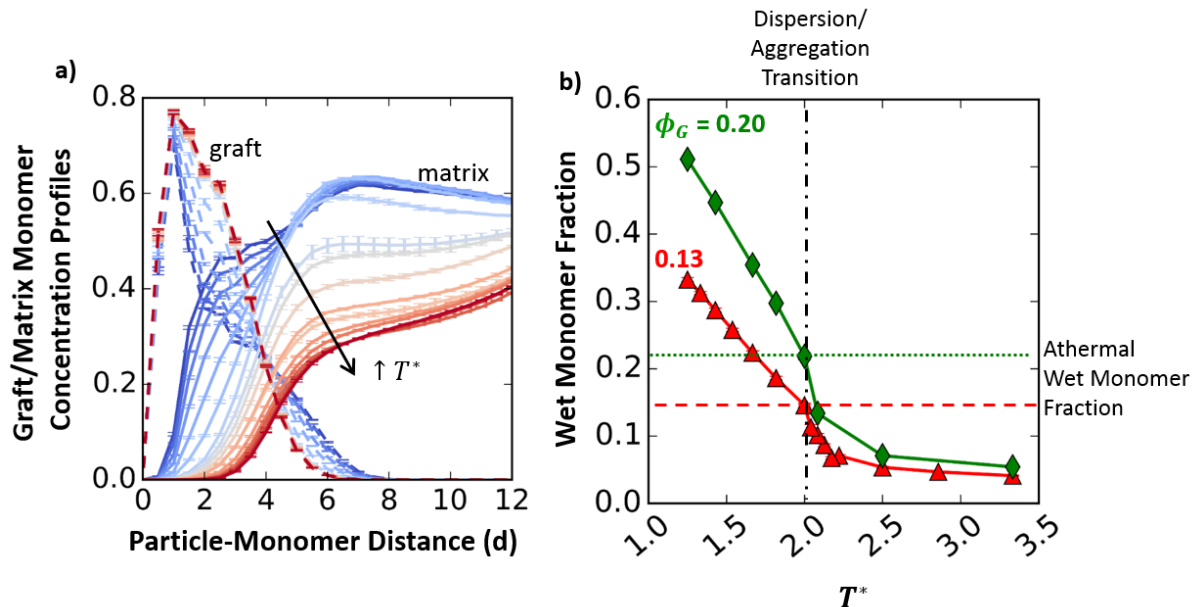 a)
Graft/Matrix Monomer
Concentration Profiles
0.8
0.6
0.4
0.2
0.0
graft
matrix
↑ T*
0 2 4 6 8 10 12
Particle-Monomer Distance (d)
Dispersion/
Aggregation
Transition
b)
Wet Monomer Fraction
0.6
0.5
0.4
0.3
0.2
0.1
0.0
ϕG = 0.20
0.13
Athermal
Wet Monomer
Fraction
1.0 1.5 2.0 2.5 3.0 3.5
T*